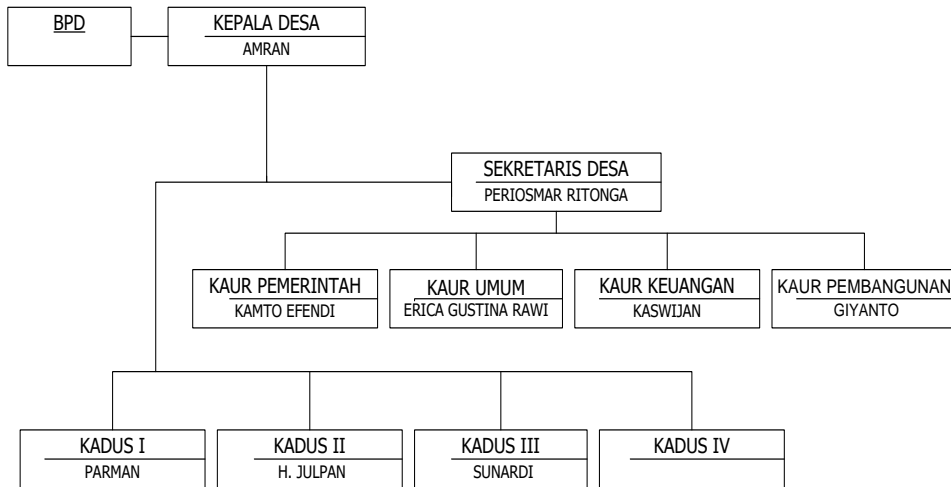 BPD
KEPALA DESA
AMRAN
SEKRETARIS DESA
PERIOSMAR RITONGA
KAUR PEMERINTAH
KAMTO EFENDI
KAUR UMUM
ERICA GUSTINA RAWI
KAUR KEUANGAN
KASWIJAN
KAUR PEMBANGUNAN
GIYANTO
KADUS I
PARMAN
KADUS II
H. JULPAN
KADUS III
SUNARDI
KADUS IV